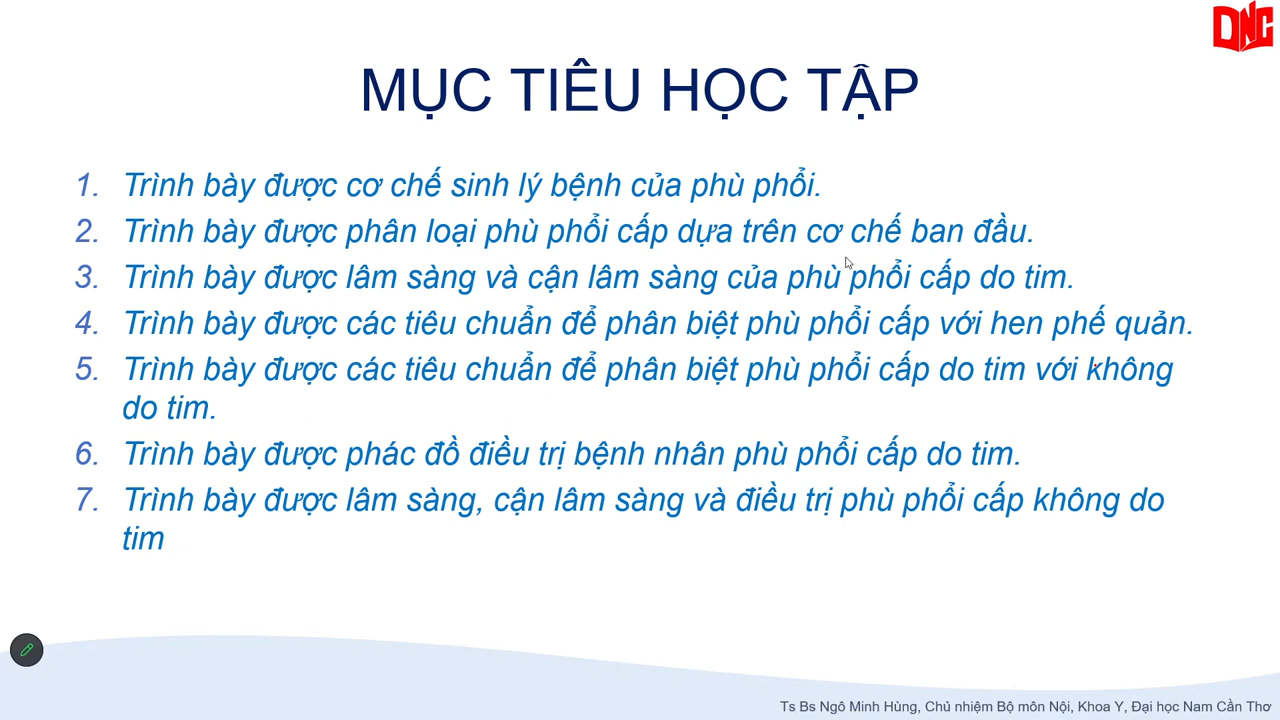 DNC
MỤC TIÊU HỌC TẬP
1. Trình bày được cơ chế sinh lý bệnh của phù phổi.
2. Trình bày được phân loại phù phổi cấp dựa trên cơ chế ban đầu.
3. Trình bày được lâm sàng và cận lâm sàng của phù phổi cấp do tim.
4. Trình bày được các tiêu chuẩn để phân biệt phù phổi cấp với hen phế quản.
5. Trình bày được các tiêu chuẩn để phân biệt phù phổi cấp do tim với không
do tim.
6. Trình bày được phác đồ điều trị bệnh nhân phù phổi cấp do tim.
7. Trình bày được lâm sàng, cận lâm sàng và điều trị phù phổi cấp không do
tim
Ts Bs Ngô Minh Hùng, Chủ nhiệm Bộ môn Nội, Khoa Y, Đại học Nam Cần Thơ